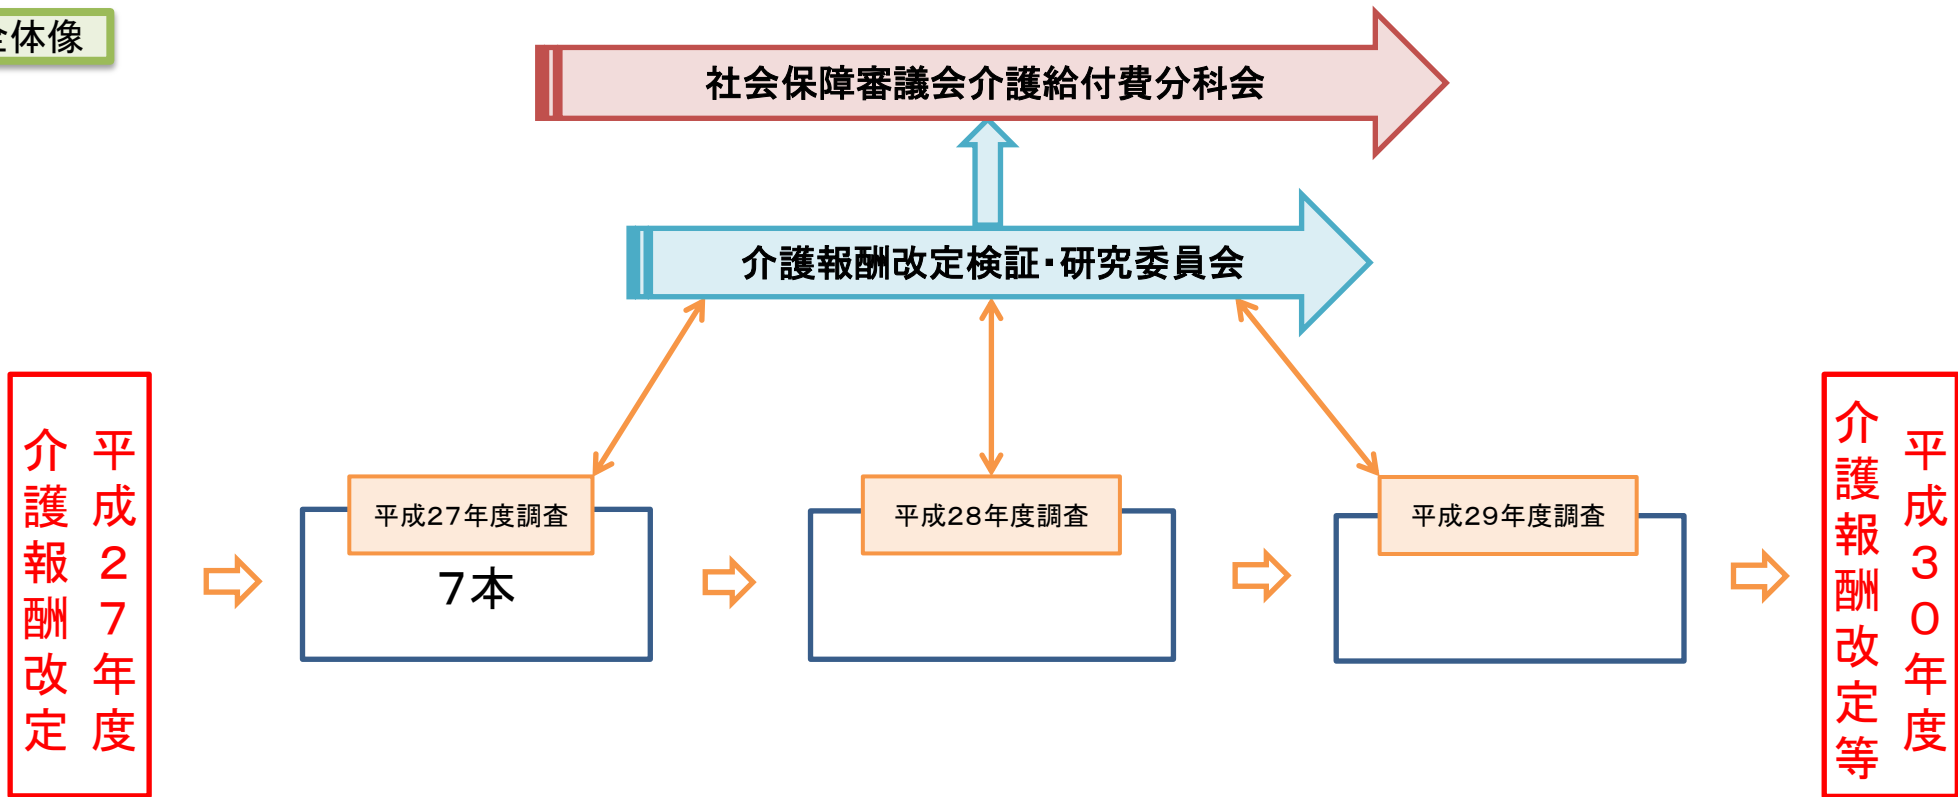 全体像
社会保障審議会介護給付費分科会
介護報酬改定検証・研究委員会
平成２７年度
介護報酬改定
平成２７年度調査
７本
平成２８年度調査
平成２９年度調査
平成３０年度
介護報酬改定等